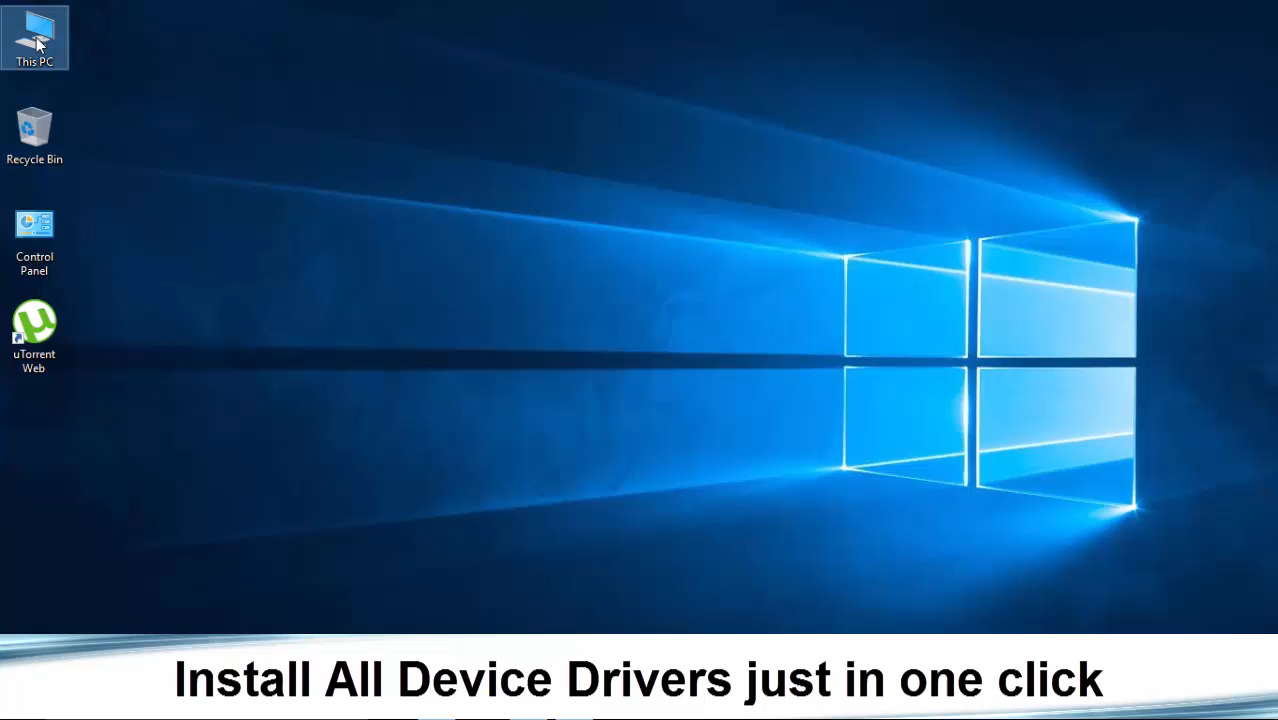 This PC
Recycle Bin
Control
Panel
uTorrent
Web
Install All Device Drivers just in one click